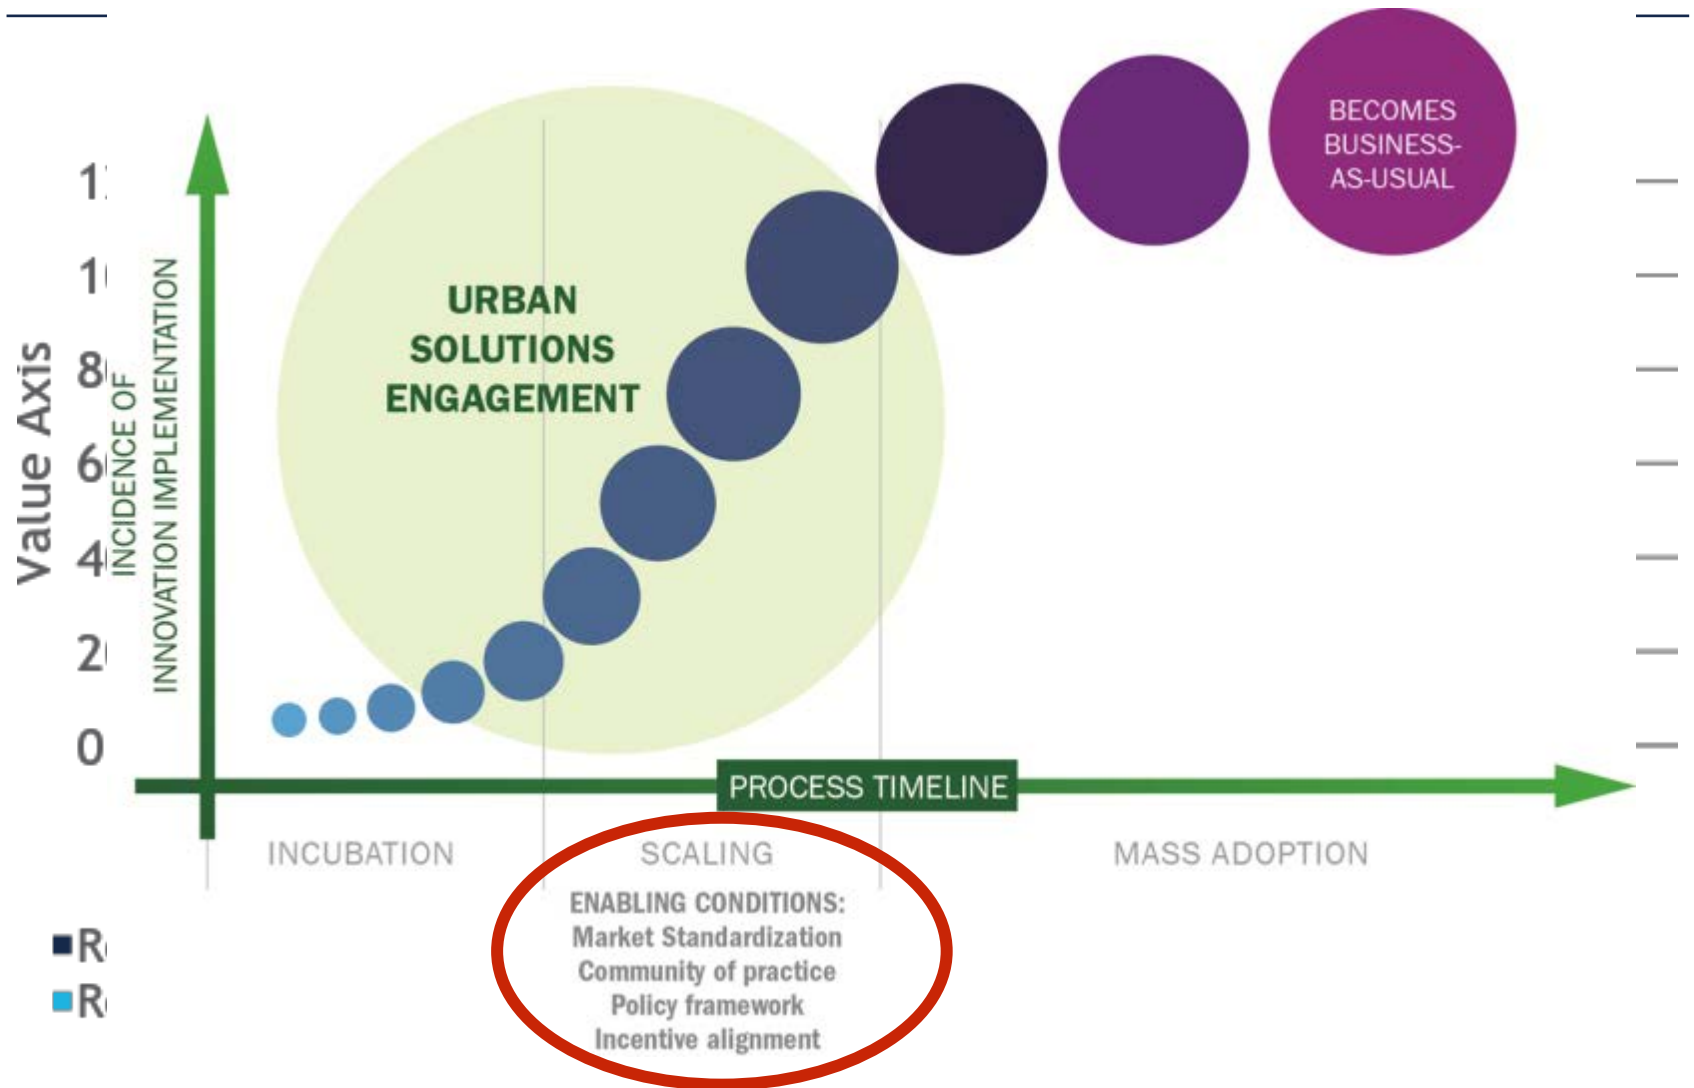 BECOMES
BUSINESS-
AS-USUAL
URBAN
SOLUTIONS
ENGAGEMENT
INCIDENCE OF
INNOVATION IMPLEMENTATION
Value Axis
0
PROCESS TIMELINE
INCUBATION
SCALING
MASS ADOPTION
ENABLING CONDITIONS:
Market Standardization
Community of practice
Policy framework
Incentive alignment